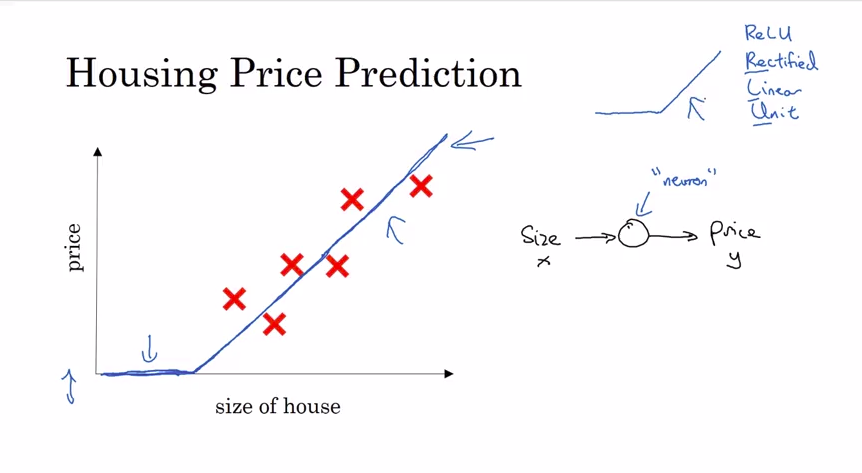 Housing Price Prediction
ReLU
Rectified
Linear
Unit
"neuron"
size
x
price
y
price
size of house